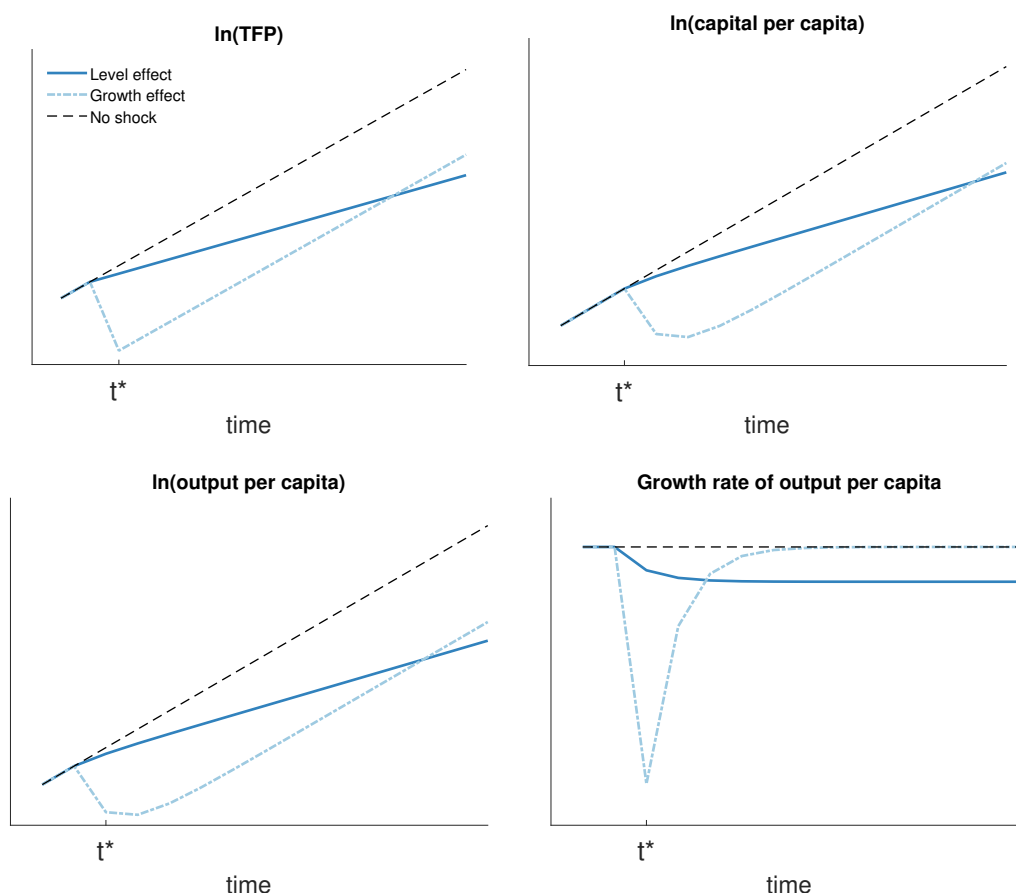 ln(TFP)
Level effect
Growth effect
No shock
t*
time
ln(capital per capita)
t*
time
ln(output per capita)
t*
time
Growth rate of output per capita
t*
time